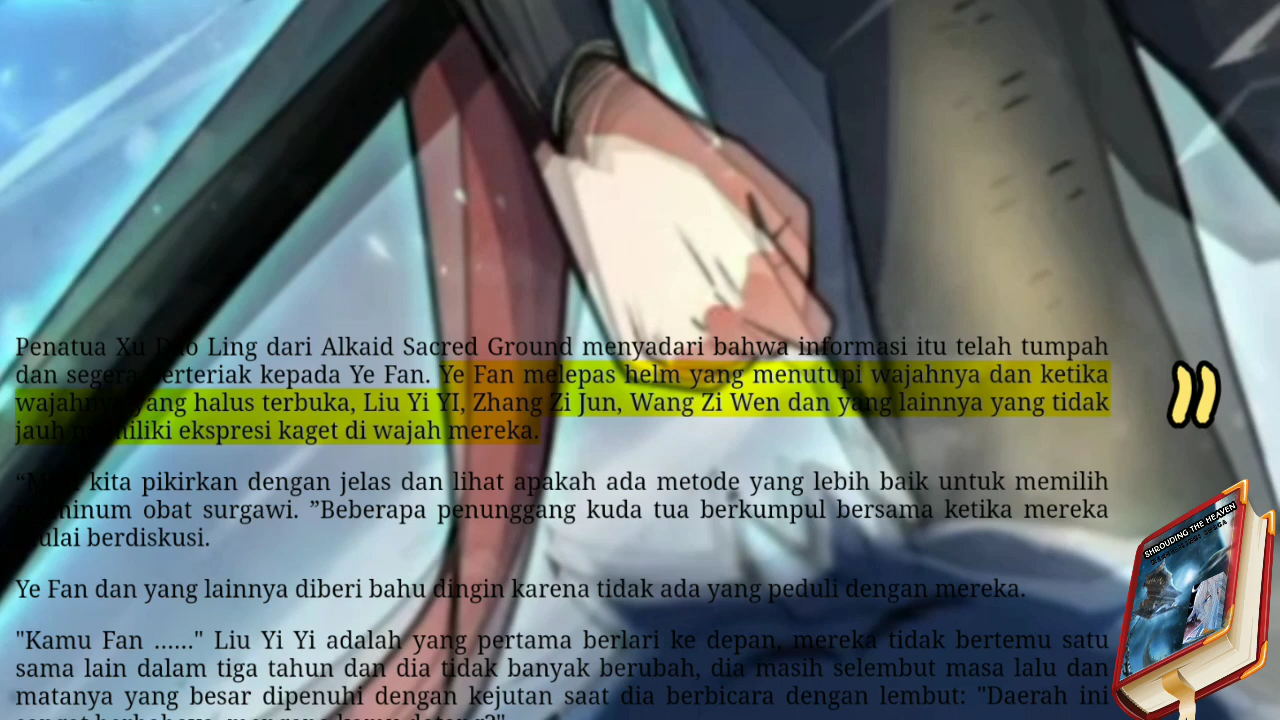 Penatua Xu Dao Ling dari Alkaid Sacred Ground menyadari bahwa informasi itu telah tumpah
dan segera berteriak kepada Ye Fan. Ye Fan melepas helm yang menutupi wajahnya dan ketika
wajahnya yang halus terbuka, Liu Yi YI, Zhang Zi Jun, Wang Zi Wen dan yang lainnya yang tidak
jauh memiliki ekspresi kaget di wajah mereka.
kita pikirkan dengan jelas dan lihat apakah ada metode yang lebih baik untuk memilih
obat surgawi. ”Beberapa penunggang kuda tua berkumpul bersama ketika mereka
mulai berdiskusi.
Ye Fan dan yang lainnya diberi bahu dingin karena tidak ada yang peduli dengan mereka.
"Kamu Fan ......" Liu Yi Yi adalah yang pertama berlari ke depan, mereka tidak bertemu satu
sama lain dalam tiga tahun dan dia tidak banyak berubah, dia masih selembut masa lalu dan
matanya yang besar dipenuhi dengan kejutan saat dia berbicara dengan lembut: "Daerah ini
SHROUDING THE HEAVEN